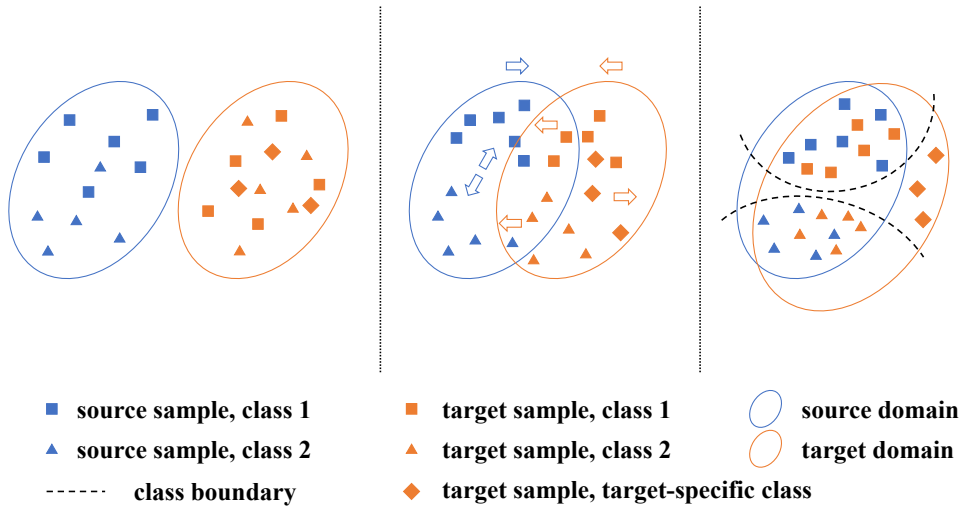 source sample, class 1
target sample, class 1
source domain
source sample, class 2
target sample, class 2
target domain
class boundary
target sample, target-specific class